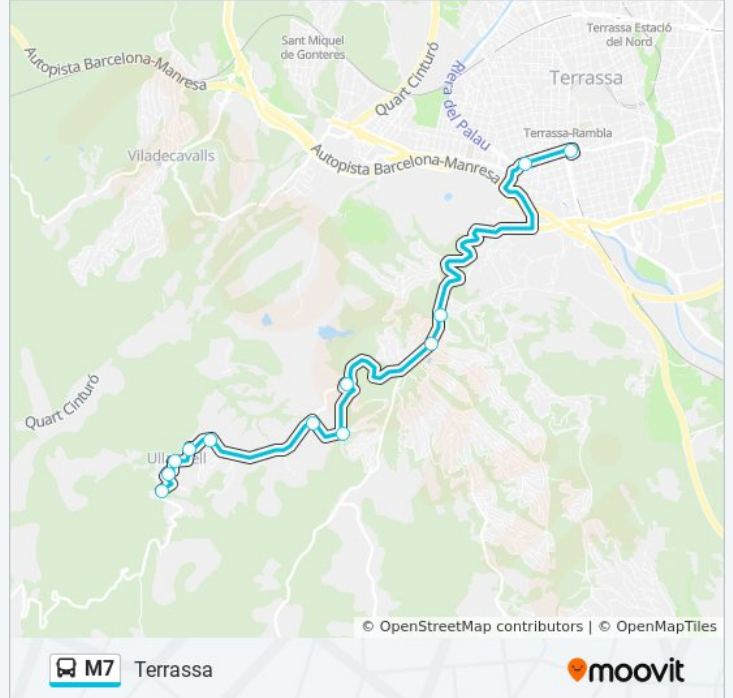 Terrassa Estació
del Nord
Sant Miquel
de Gonteres
Autopista Barcelona-Manresa
Quart Cinturó
Riera del Palau
Terrassa
Terrassa-Rambla
Viladecavalls
Autopista Barcelona-Manresa
Quart Cinturó
© OpenStreetMap contributors | © OpenMapTiles
M7 Terrassa
moovit